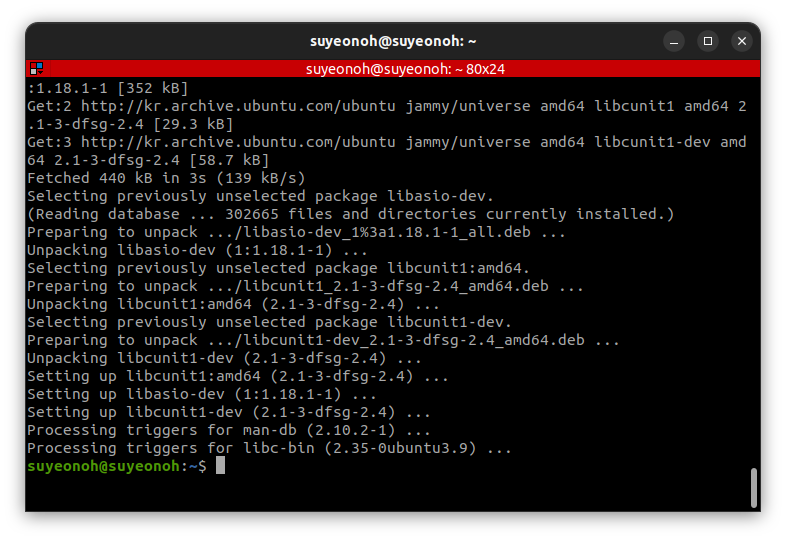 suyeonoh@suyeonoh: ~
suyeonoh@suyeonoh: ~ 80x24
:1.18.1-1 [352 kB]
Get:2 http://kr.archive.ubuntu.com/ubuntu jammy/universe amd64 libcunit1 amd64 2
.1-3-dfsg-2.4 [29.3 kB]
Get:3 http://kr.archive.ubuntu.com/ubuntu jammy/universe amd64 libcunit1-dev amd
64 2.1-3-dfsg-2.4 [58.7 kB]
Fetched 440 kB in 3s (139 kB/s)
Selecting previously unselected package libasio-dev.
(Reading database ... 302665 files and directories currently installed.)
Preparing to unpack .../libasio-dev_1%3a1.18.1-1_all.deb ...
Unpacking libasio-dev (1:1.18.1-1) ...
Selecting previously unselected package libcunit1:amd64.
Preparing to unpack .../libcunit1_2.1-3-dfsg-2.4_amd64.deb ...
Unpacking libcunit1:amd64 (2.1-3-dfsg-2.4) ...
Selecting previously unselected package libcunit1-dev.
Preparing to unpack .../libcunit1-dev_2.1-3-dfsg-2.4_amd64.deb ...
Unpacking libcunit1-dev (2.1-3-dfsg-2.4) ...
Setting up libcunit1:amd64 (2.1-3-dfsg-2.4) ...
Setting up libasio-dev (1:1.18.1-1) ...
Setting up libcunit1-dev (2.1-3-dfsg-2.4) ...
Processing triggers for man-db (2.10.2-1) ...
Processing triggers for libc-bin (2.35-0ubuntu3.9) ...
suyeonoh@suyeonoh:~$